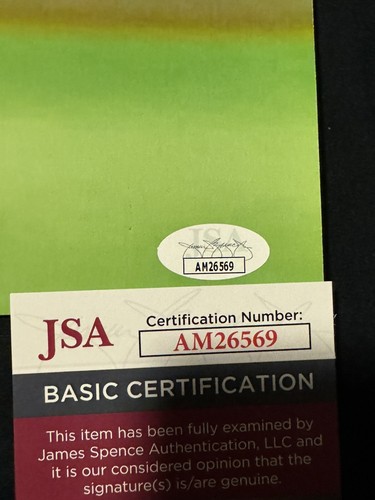 JSA
AM26569
JSA
Certification Number:
AM26569
BASIC CERTIFICATION
This item has been fully examined by
James Spence Authentication, LLC and
it is our considered opinion that the
signature(s) is/are genuine.